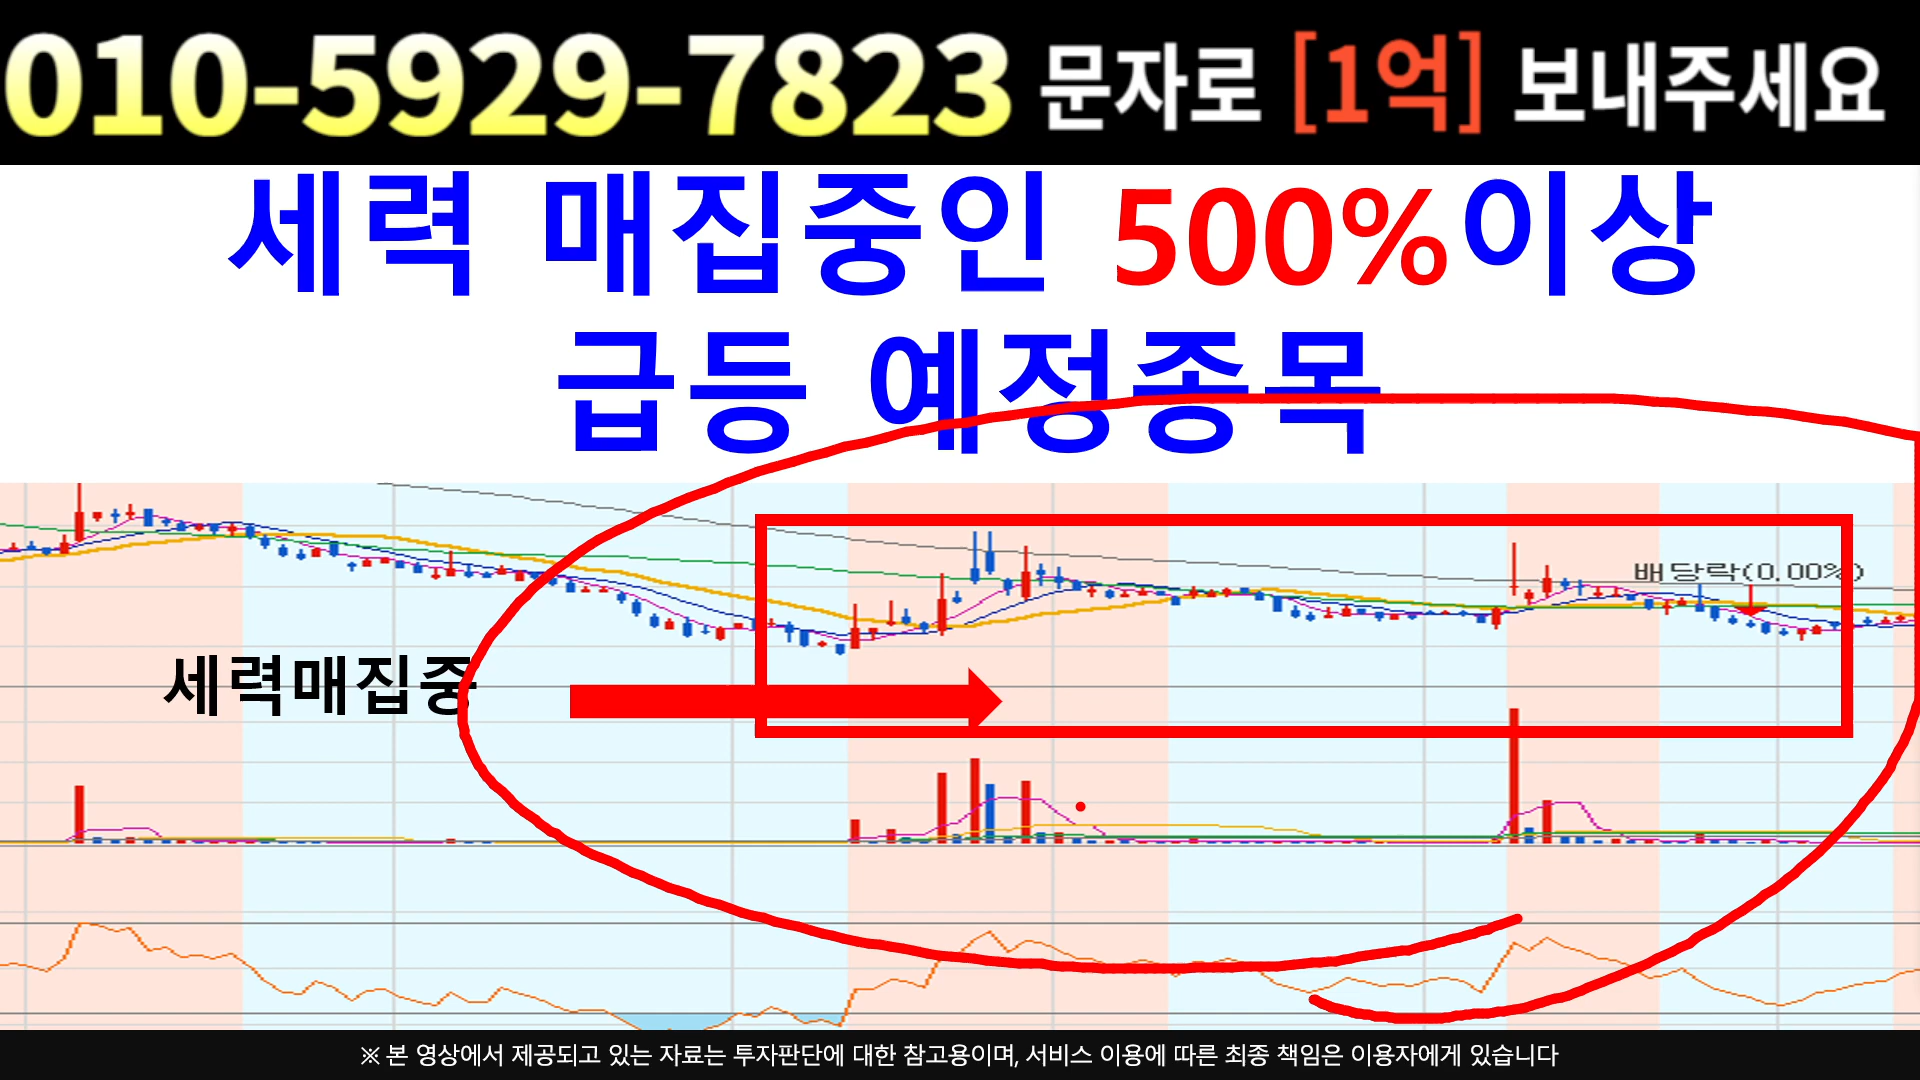 010-5929-7823 문자로 [1억] 보내주세요
세력 매집중인 500%이상
급등 예정종목
배당락(0.00%)
세력매집중
※ 본 영상에서 제공되고 있는 자료는 투자판단에 대한 참고용이며, 서비스 이용에 따른 최종 책임은 이용자에게 있습니다